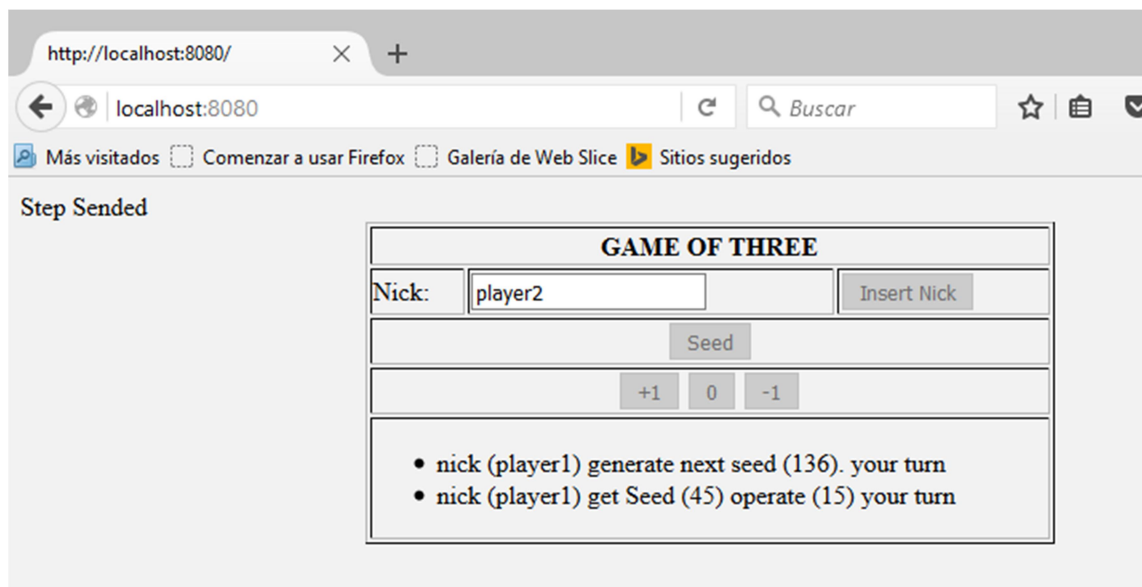 http://localhost:8080/
localhost:8080 Buscar
Más visitados Comenzar a usar Firefox Galería de Web Slice Sitios sugeridos
Step Sended
GAME OF THREE
Nick: player2 Insert Nick
Seed
+1 0 -1
• nick (player1) generate next seed (136). your turn
• nick (player1) get Seed (45) operate (15) your turn